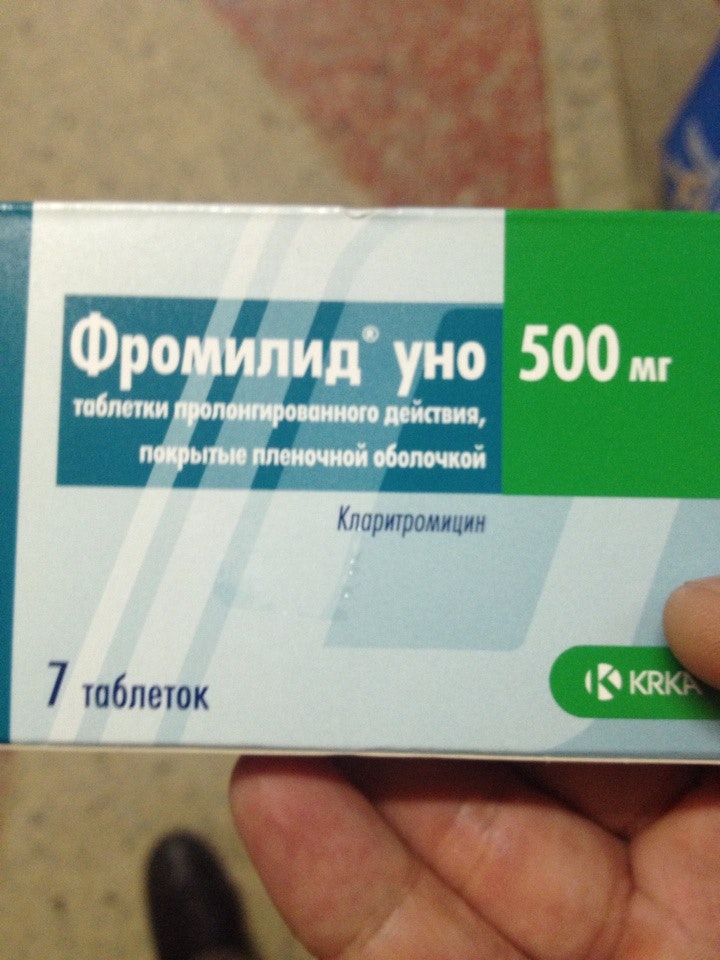 Фромилид® уно 500 мг
таблетки пролонгированного действия,
покрытые пленочной оболочкой
Кларитромицин
7 таблеток
KRKA